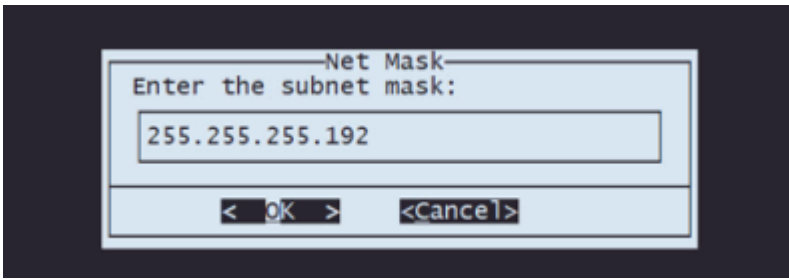 Net Mask
Enter the subnet mask:
255.255.255.192
< OK > <Cancel>